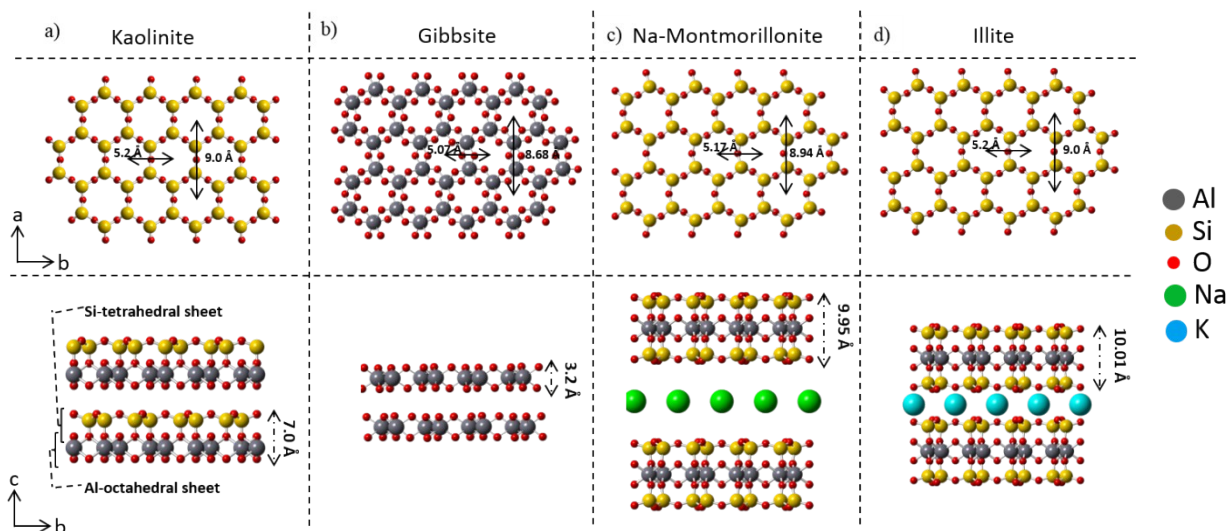 a)
Kaolinite
b)
Gibbsite
c)
Na-Montmorillonite
d)
Illite
5.2 Å
9.0 Å
5.07 Å
8.68 Å
5.17 Å
8.94 Å
5.2 Å
9.0 Å
a
b
Al
Si
O
Na
K
Si-tetrahedral sheet
7.0 Å
Al-octahedral sheet
3.2 Å
9.95 Å
10.01 Å
c
b